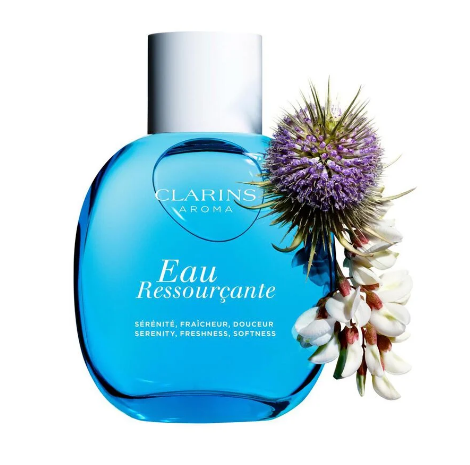 CLARINS
AROMA
Eau
Ressourçante
SÉRÉNITÉ, FRAÎCHEUR, DOUCEUR
SERENITY, FRESHNESS, SOFTNESS